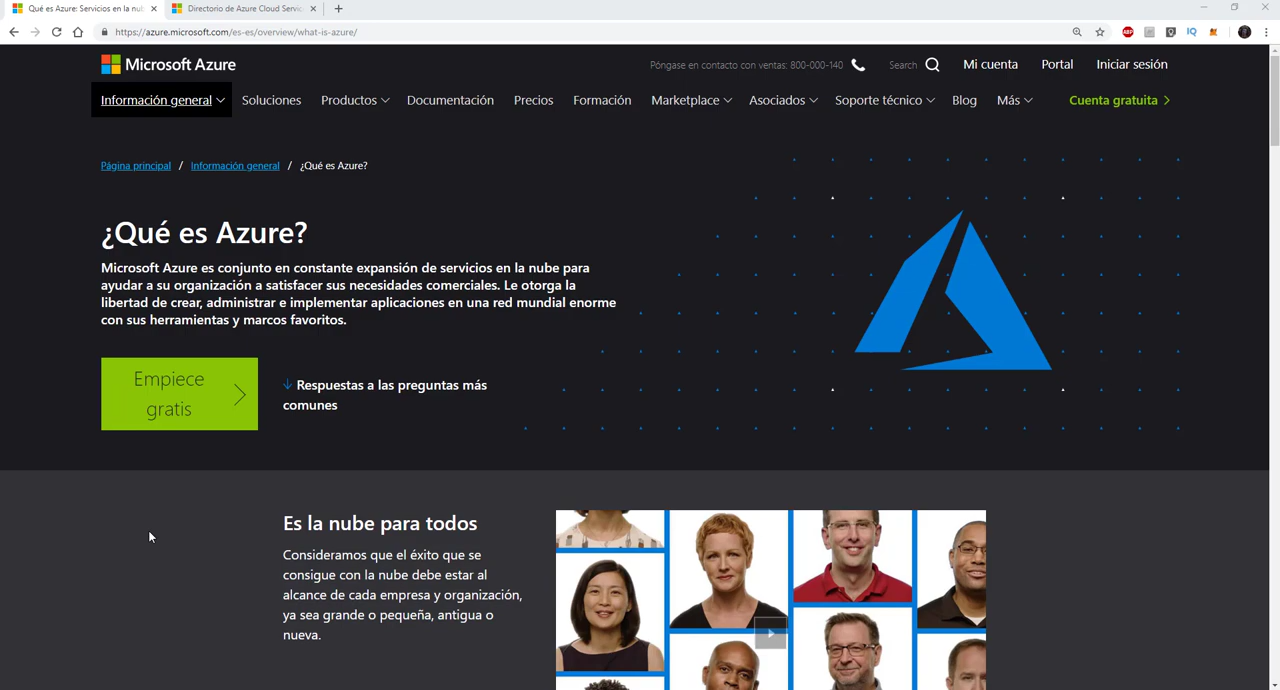 Qué es Azure: Servicios en la nu
Directorio de Azure Cloud Servic
https://azure.microsoft.com/es-es/overview/what-is-azure/
ABP
IQ
Microsoft Azure
Póngase en contacto con ventas: 800-000-140
Search
Mi cuenta
Portal
Iniciar sesión
Información general
Soluciones
Productos
Documentación
Precios
Formación
Marketplace
Asociados
Soporte técnico
Blog
Más
Cuenta gratuita
Página principal / Información general / ¿Qué es Azure?
¿Qué es Azure?
Microsoft Azure es conjunto en constante expansión de servicios en la nube para
ayudar a su organización a satisfacer sus necesidades comerciales. Le otorga la
libertad de crear, administrar e implementar aplicaciones en una red mundial enorme
con sus herramientas y marcos favoritos.
Empiece
gratis
Respuestas a las preguntas más
comunes
Es la nube para todos
Consideramos que el éxito que se
consigue con la nube debe estar al
alcance de cada empresa y organización,
ya sea grande o pequeña, antigua o
nueva.